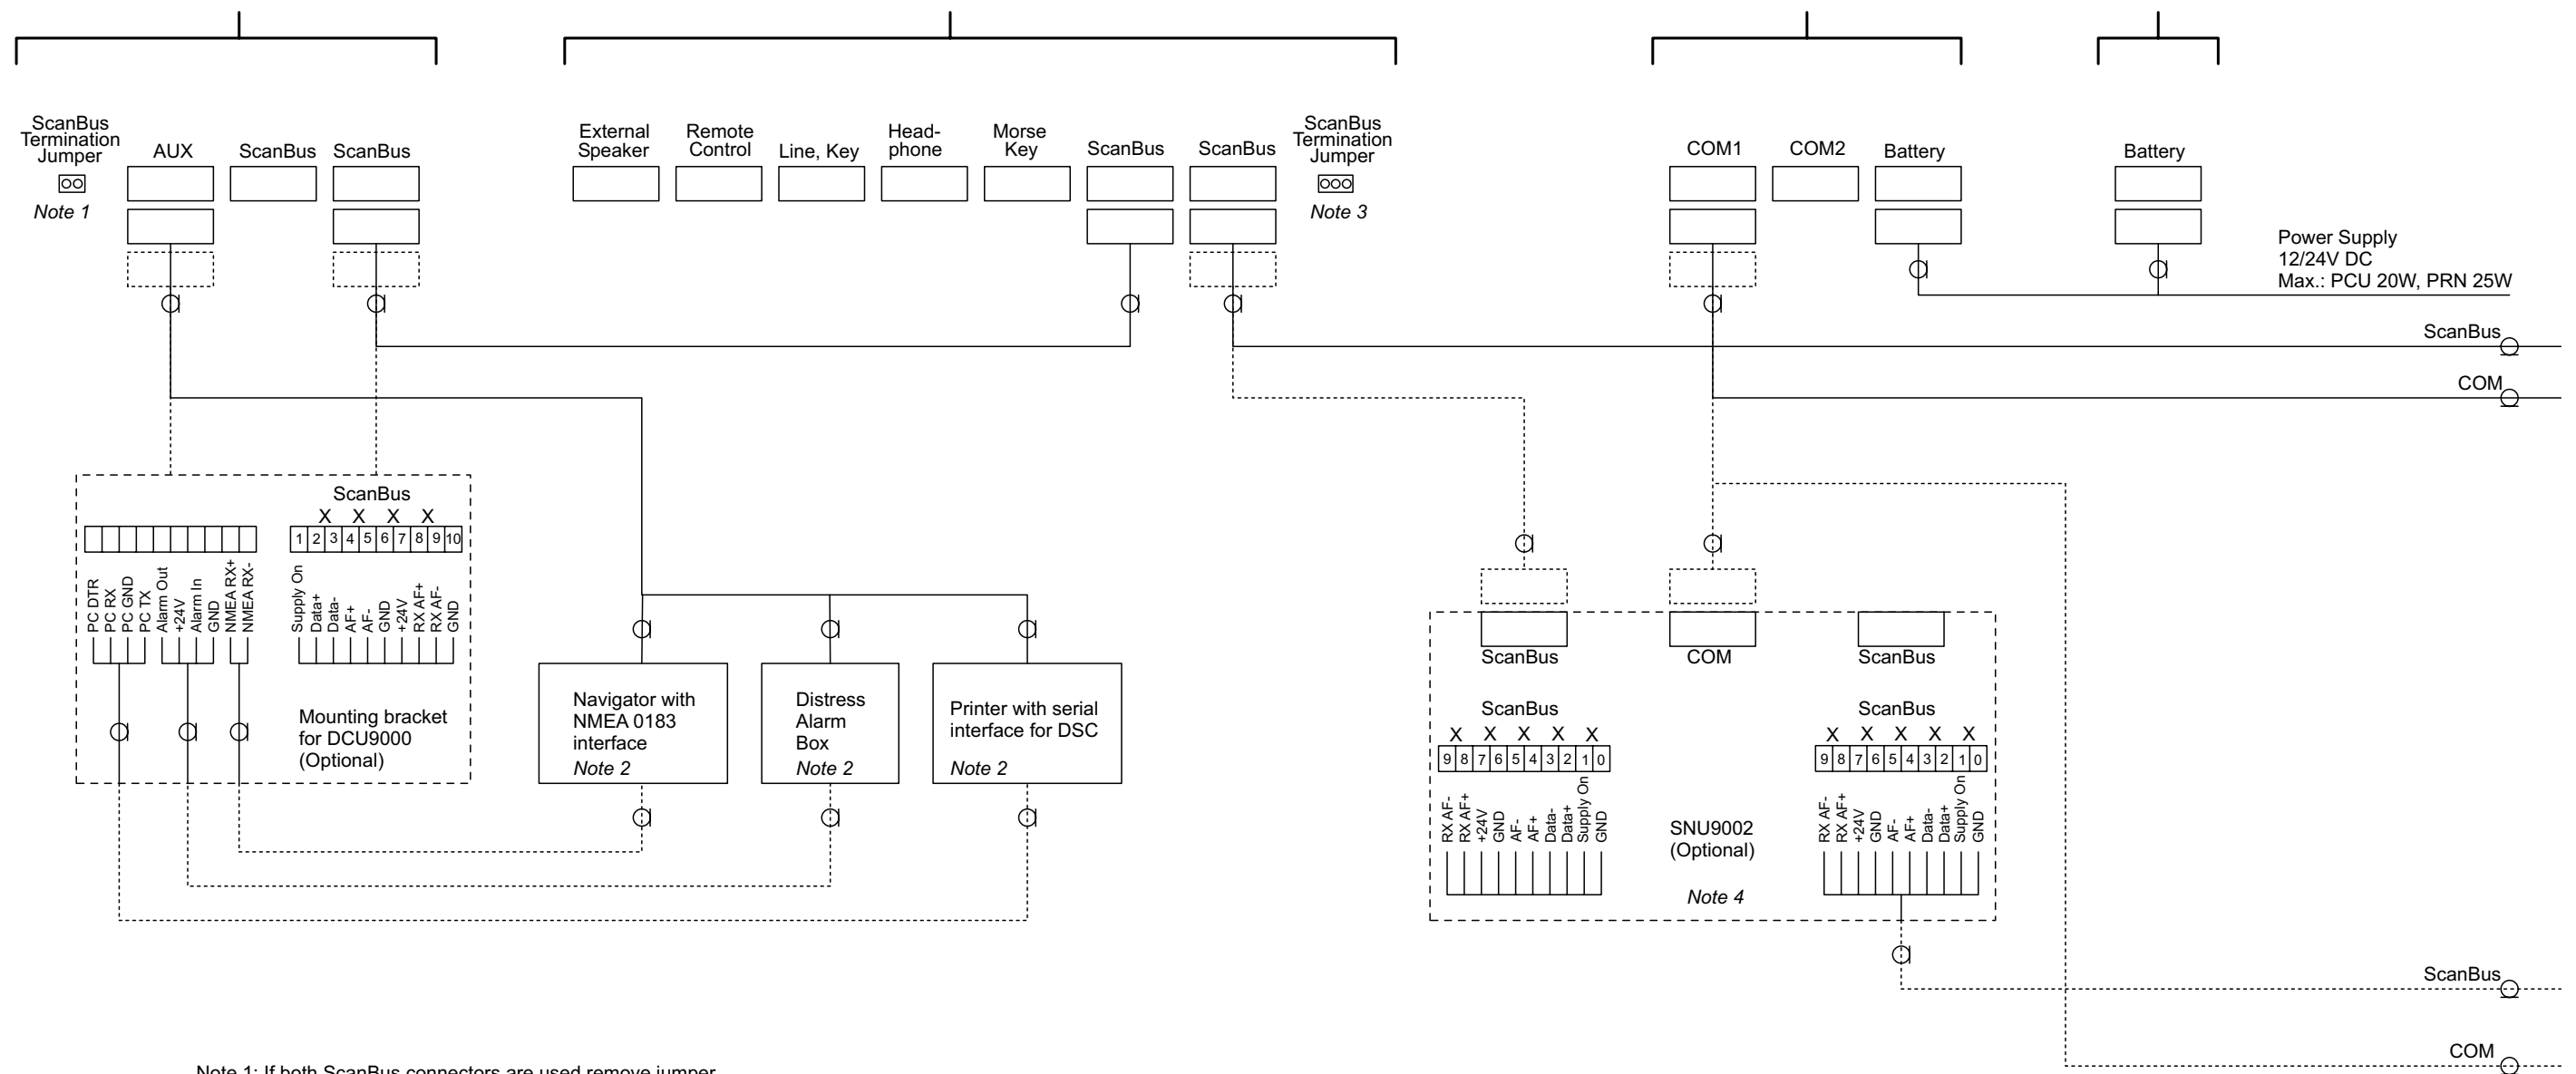 ScanBus
Termination
Jumper
Note 1
AUX
ScanBus
ScanBus
External
Speaker
Remote
Control
Line, Key
Head-
phone
Morse
Key
ScanBus
ScanBus
ScanBus
Termination
Jumper
Note 3
COM1
COM2
Battery
Battery
Power Supply
12/24V DC
Max.: PCU 20W, PRN 25W
ScanBus
COM
ScanBus
X X X X
1 2 3 4 5 6 7 8 9 10
PC DTR
PC RX
PC GND
PC TX
Alarm Out
+24V
Alarm In
GND
NMEA RX+
NMEA RX-
Supply On
Data+
Data-
AF+
AF-
GND
+24V
RX AF+
RX AF-
GND
Mounting bracket
for DCU9000
(Optional)
Navigator with
NMEA 0183
interface
Note 2
Distress
Alarm
Box
Note 2
Printer with serial
interface for DSC
Note 2
ScanBus
COM
ScanBus
ScanBus
X X X X X
9 8 7 6 5 4 3 2 1 0
RX AF-
RX AF+
+24V
GND
AF-
AF+
Data-
Data+
Supply On
GND
SNU9002
(Optional)
Note 4
ScanBus
X X X X X
9 8 7 6 5 4 3 2 1 0
RX AF-
RX AF+
+24V
GND
AF-
AF+
Data-
Data+
Supply On
GND
ScanBus
COM
Note 1: If both ScanBus connectors are used remove jumper